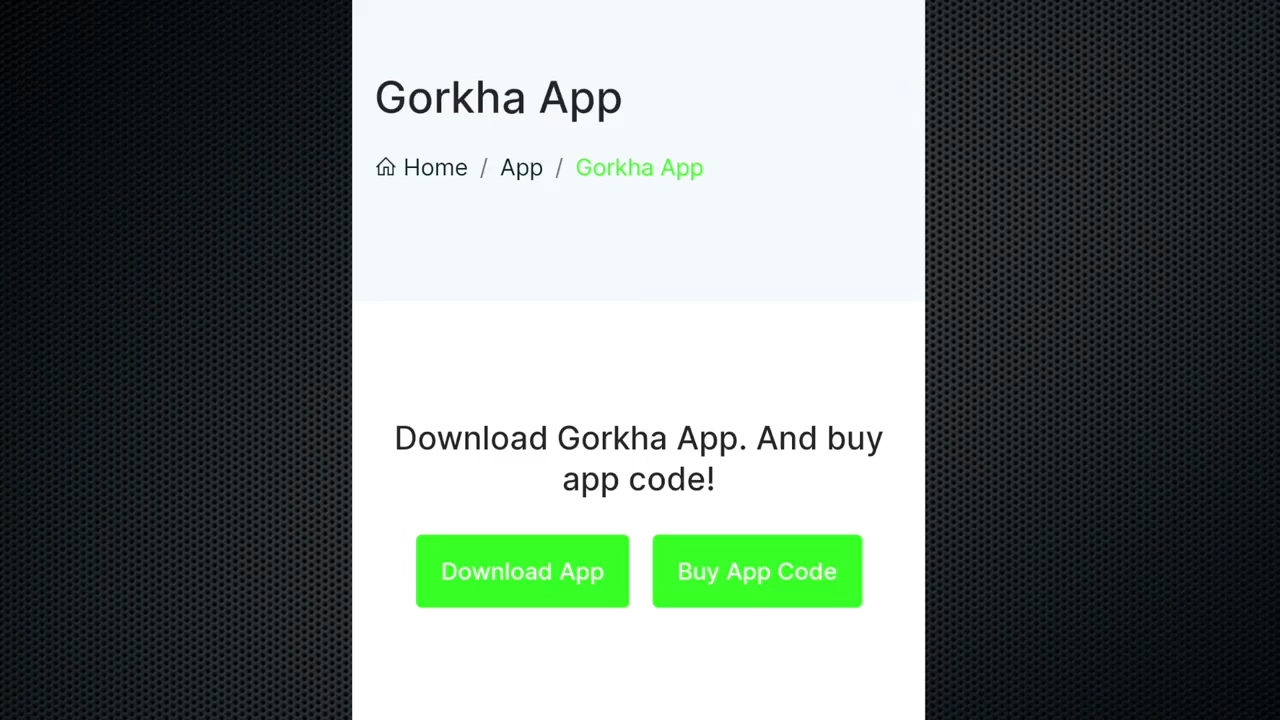 Gorkha App
Home / App / Gorkha App
Download Gorkha App. And buy
app code!
Download App
Buy App Code